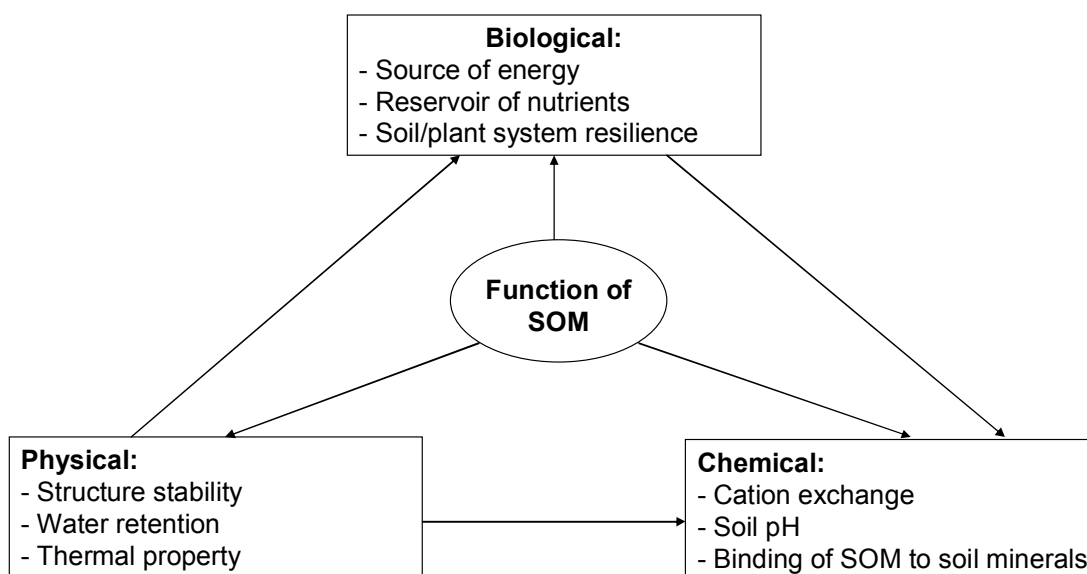 Biological:
- Source of energy
- Reservoir of nutrients
- Soil/plant system resilience
Function of
SOM
Physical:
- Structure stability
- Water retention
- Thermal property
Chemical:
- Cation exchange
- Soil pH
- Binding of SOM to soil minerals